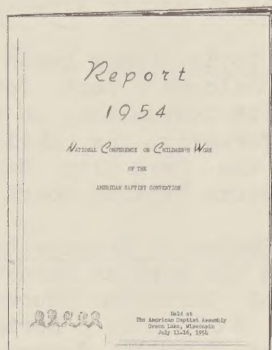 Report
1954
NATIONAL CONFERENCE ON CHILDREN'S WORK
OF THE
AMERICAN BAPTIST CONVENTION
Held at
The American Baptist Assembly
Green Lake, Wisconsin
July 11-16, 1954